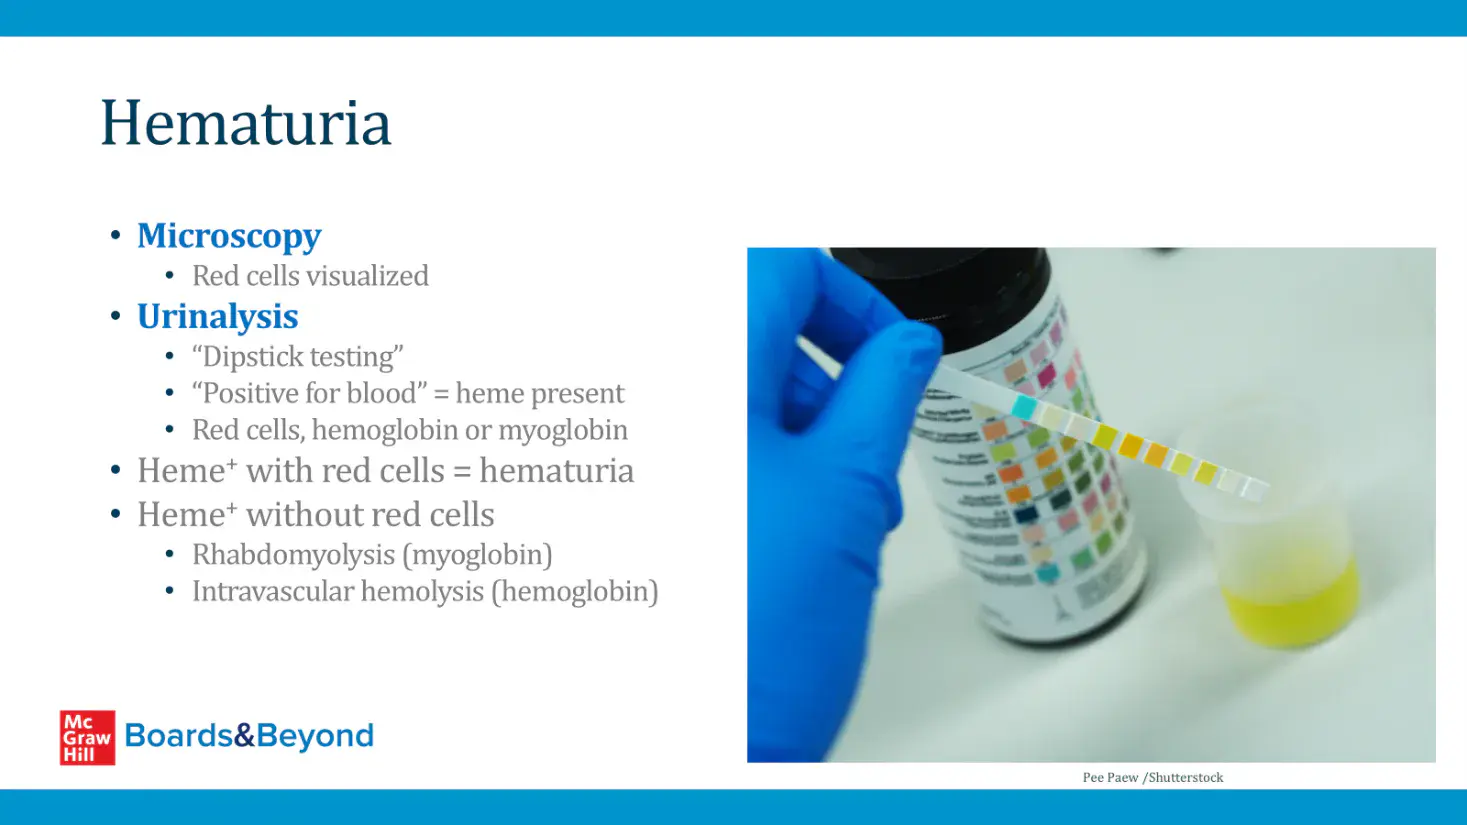 Hematuria
• Microscopy
• Red cells visualized
• Urinalysis
• “Dipstick testing”
• “Positive for blood” = heme present
• Red cells, hemoglobin or myoglobin
• Heme⁺ with red cells = hematuria
• Heme⁺ without red cells
• Rhabdomyolysis (myoglobin)
• Intravascular hemolysis (hemoglobin)
Mc
Graw
Hill
Boards&Beyond
Pee Paew /Shutterstock